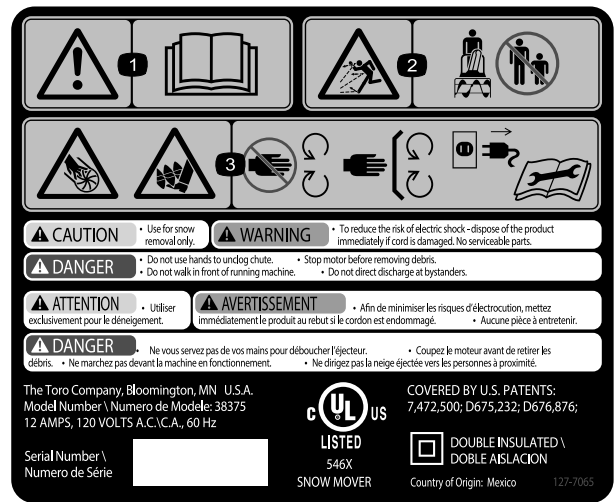 1
2
3
CAUTION
• Use for snow
removal only.
WARNING
• To reduce the risk of electric shock - dispose of the product
immediately if cord is damaged. No serviceable parts.
DANGER
• Do not use hands to unclog chute. • Stop motor before removing debris.
• Do not walk in front of running machine. • Do not direct discharge at bystanders.
ATTENTION • Utiliser
exclusivement pour le déneigement.
AVERTISSEMENT • Afin de minimiser les risques d'électrocution, mettez
immédiatement le produit au rebut si le cordon est endommagé. • Aucune pièce à entretenir.
DANGER • Ne vous servez pas de vos mains pour déboucher l'éjecteur. • Coupez le moteur avant de retirer les
débris. • Ne marchez pas devant la machine en fonctionnement. • Ne dirigez pas la neige éjectée vers les personnes à proximité.
The Toro Company, Bloomington, MN U.S.A.
Model Number \ Numero de Modele: 38375
12 AMPS, 120 VOLTS A.C.\C.A., 60 Hz
Serial Number \
Numero de Série
C UL US
LISTED
546X
SNOW MOVER
COVERED BY U.S. PATENTS:
7,472,500; D675,232; D676,876;
DOUBLE INSULATED \
DOBLE AISLACION
Country of Origin: Mexico 127-7065